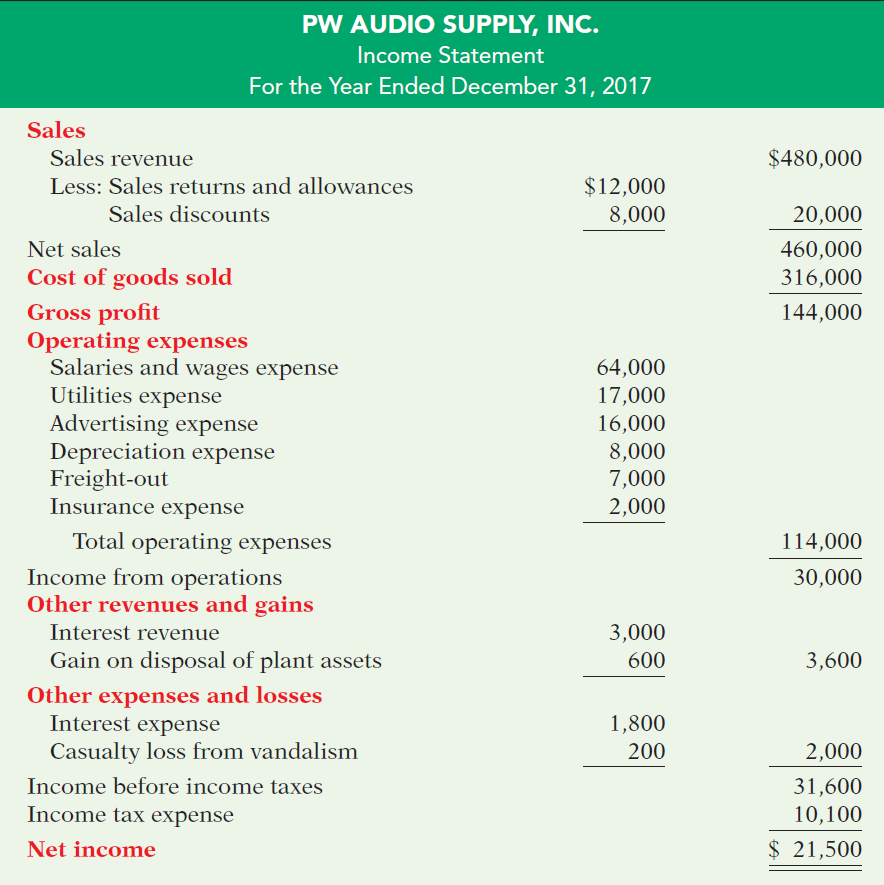 PW AUDIO SUPPLY, INC.
Income Statement
For the Year Ended December 31, 2017
Sales
Sales revenue $480,000
Less: Sales returns and allowances $12,000
Sales discounts 8,000 20,000
Net sales 460,000
Cost of goods sold 316,000
Gross profit 144,000
Operating expenses
Salaries and wages expense 64,000
Utilities expense 17,000
Advertising expense 16,000
Depreciation expense 8,000
Freight-out 7,000
Insurance expense 2,000
Total operating expenses 114,000
Income from operations 30,000
Other revenues and gains
Interest revenue 3,000
Gain on disposal of plant assets 600 3,600
Other expenses and losses
Interest expense 1,800
Casualty loss from vandalism 200 2,000
Income before income taxes 31,600
Income tax expense 10,100
Net income $ 21,500